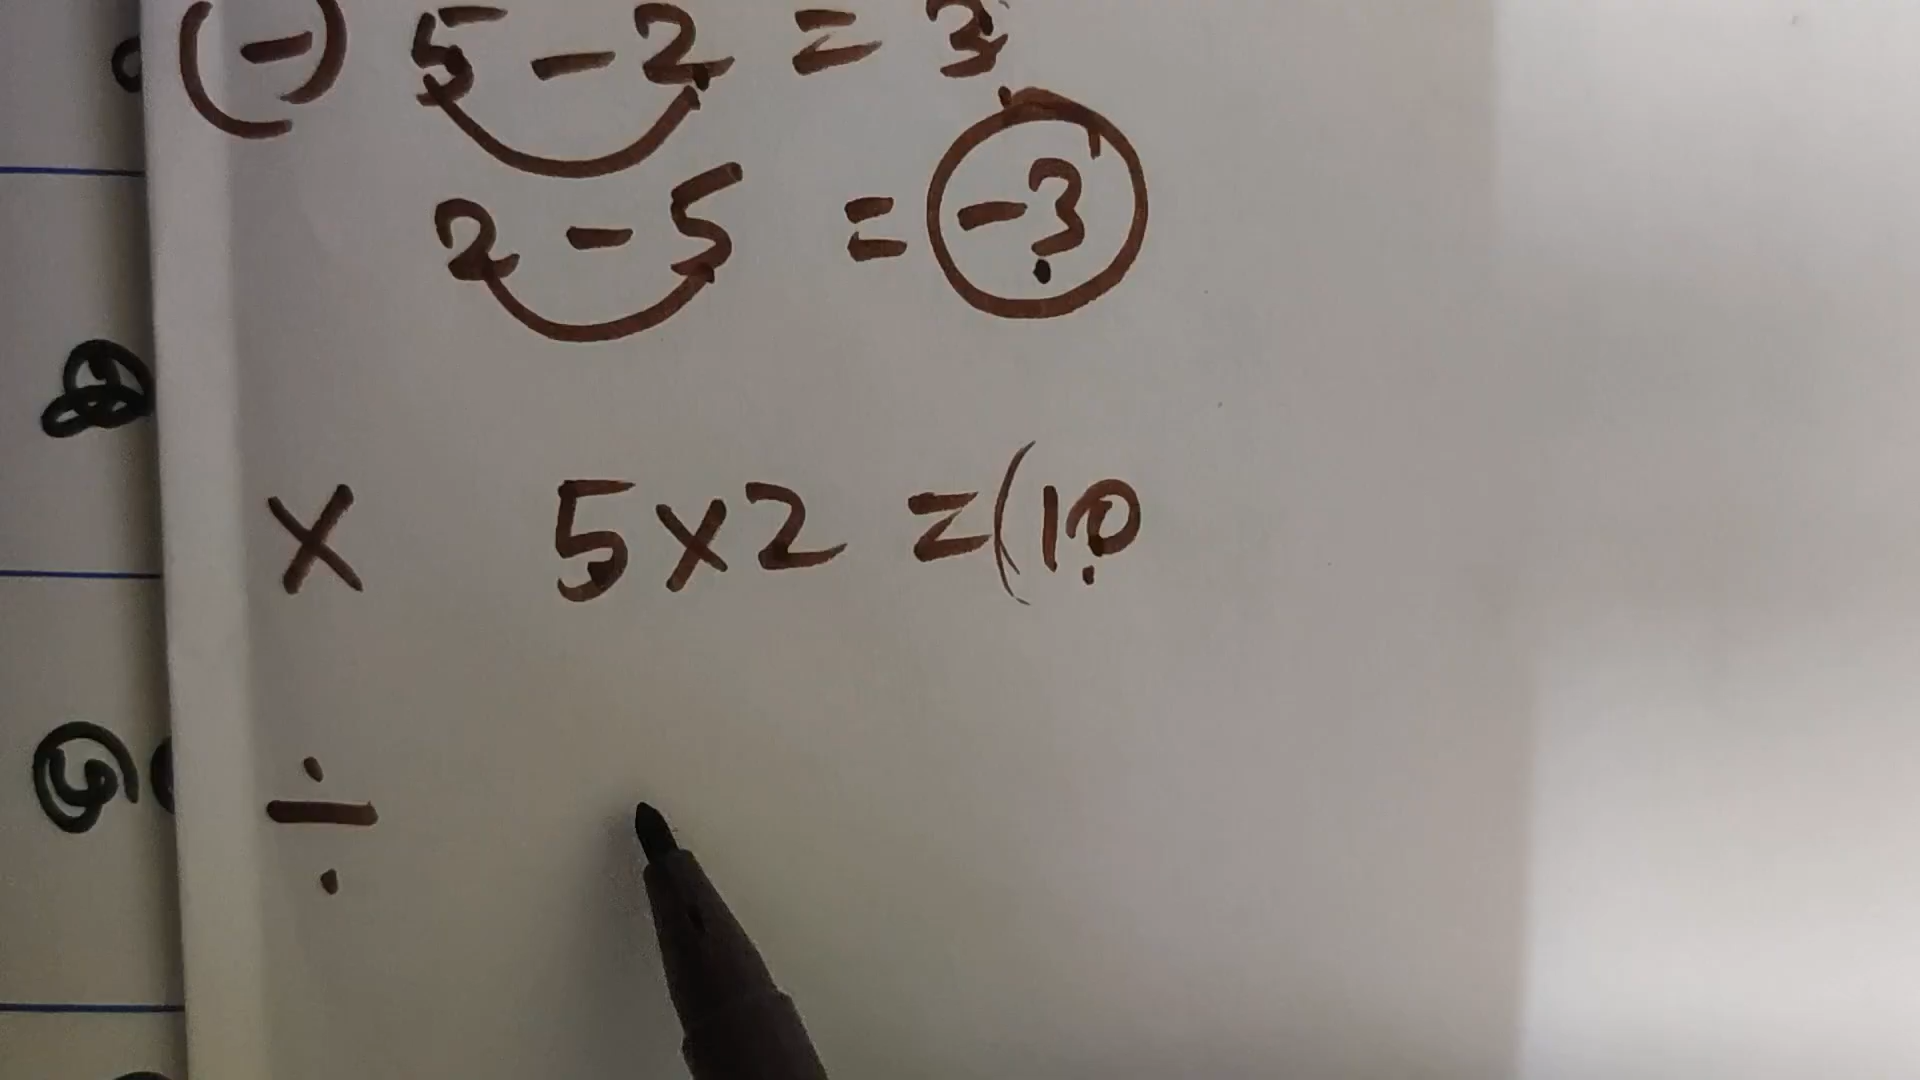 (-) 5 - 2 = 3
2 - 5 = -3
× 5×2 = (10
÷